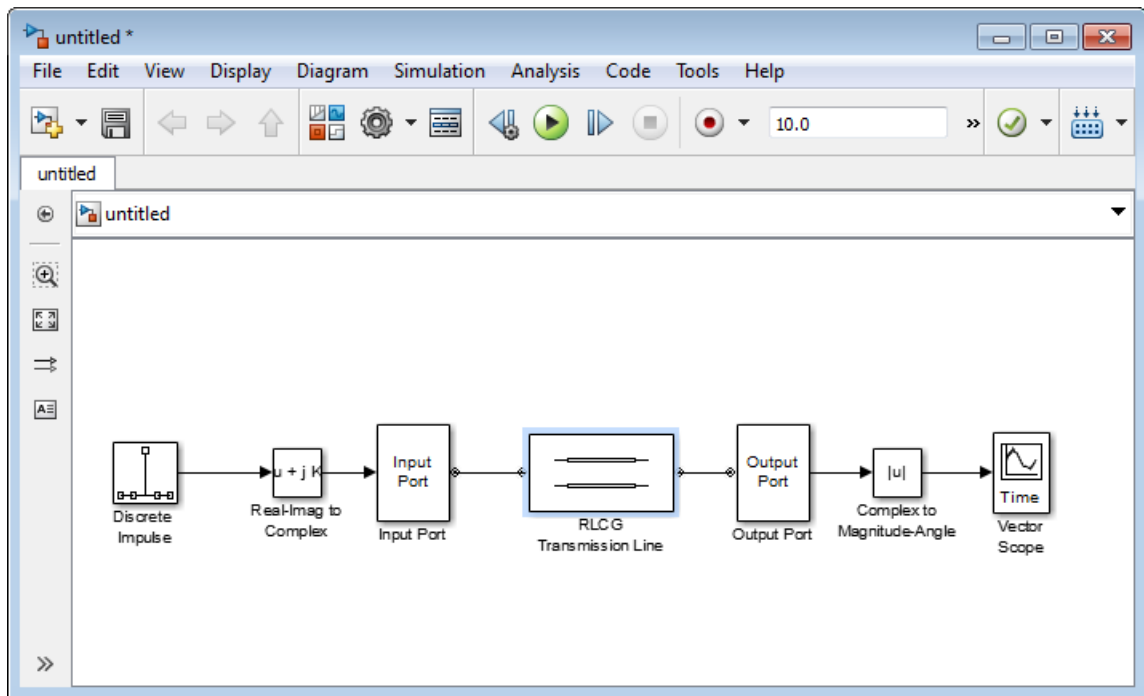 untitled *
File Edit View Display Diagram Simulation Analysis Code Tools Help
10.0
»
untitled
untitled
A
u + j K
Input
Port
Output
Port
|u|
Time
Discrete
Impulse
Real-Imag to
Complex
Input Port
RLCG
Transmission Line
Output Port
Complex to
Magnitude-Angle
Vector
Scope
»